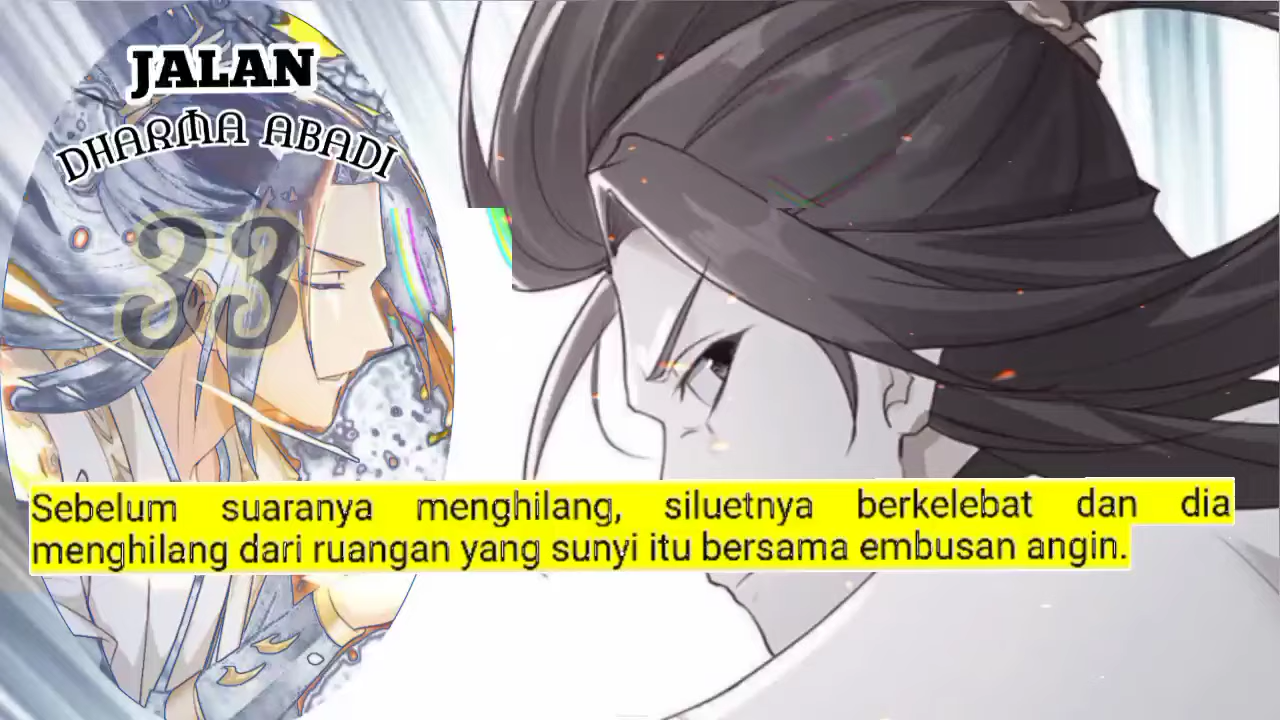 JALAN
DHARMA ABADI
33
Sebelum suaranya menghilang, siluetnya berkelebat dan dia
menghilang dari ruangan yang sunyi itu bersama embusan angin.